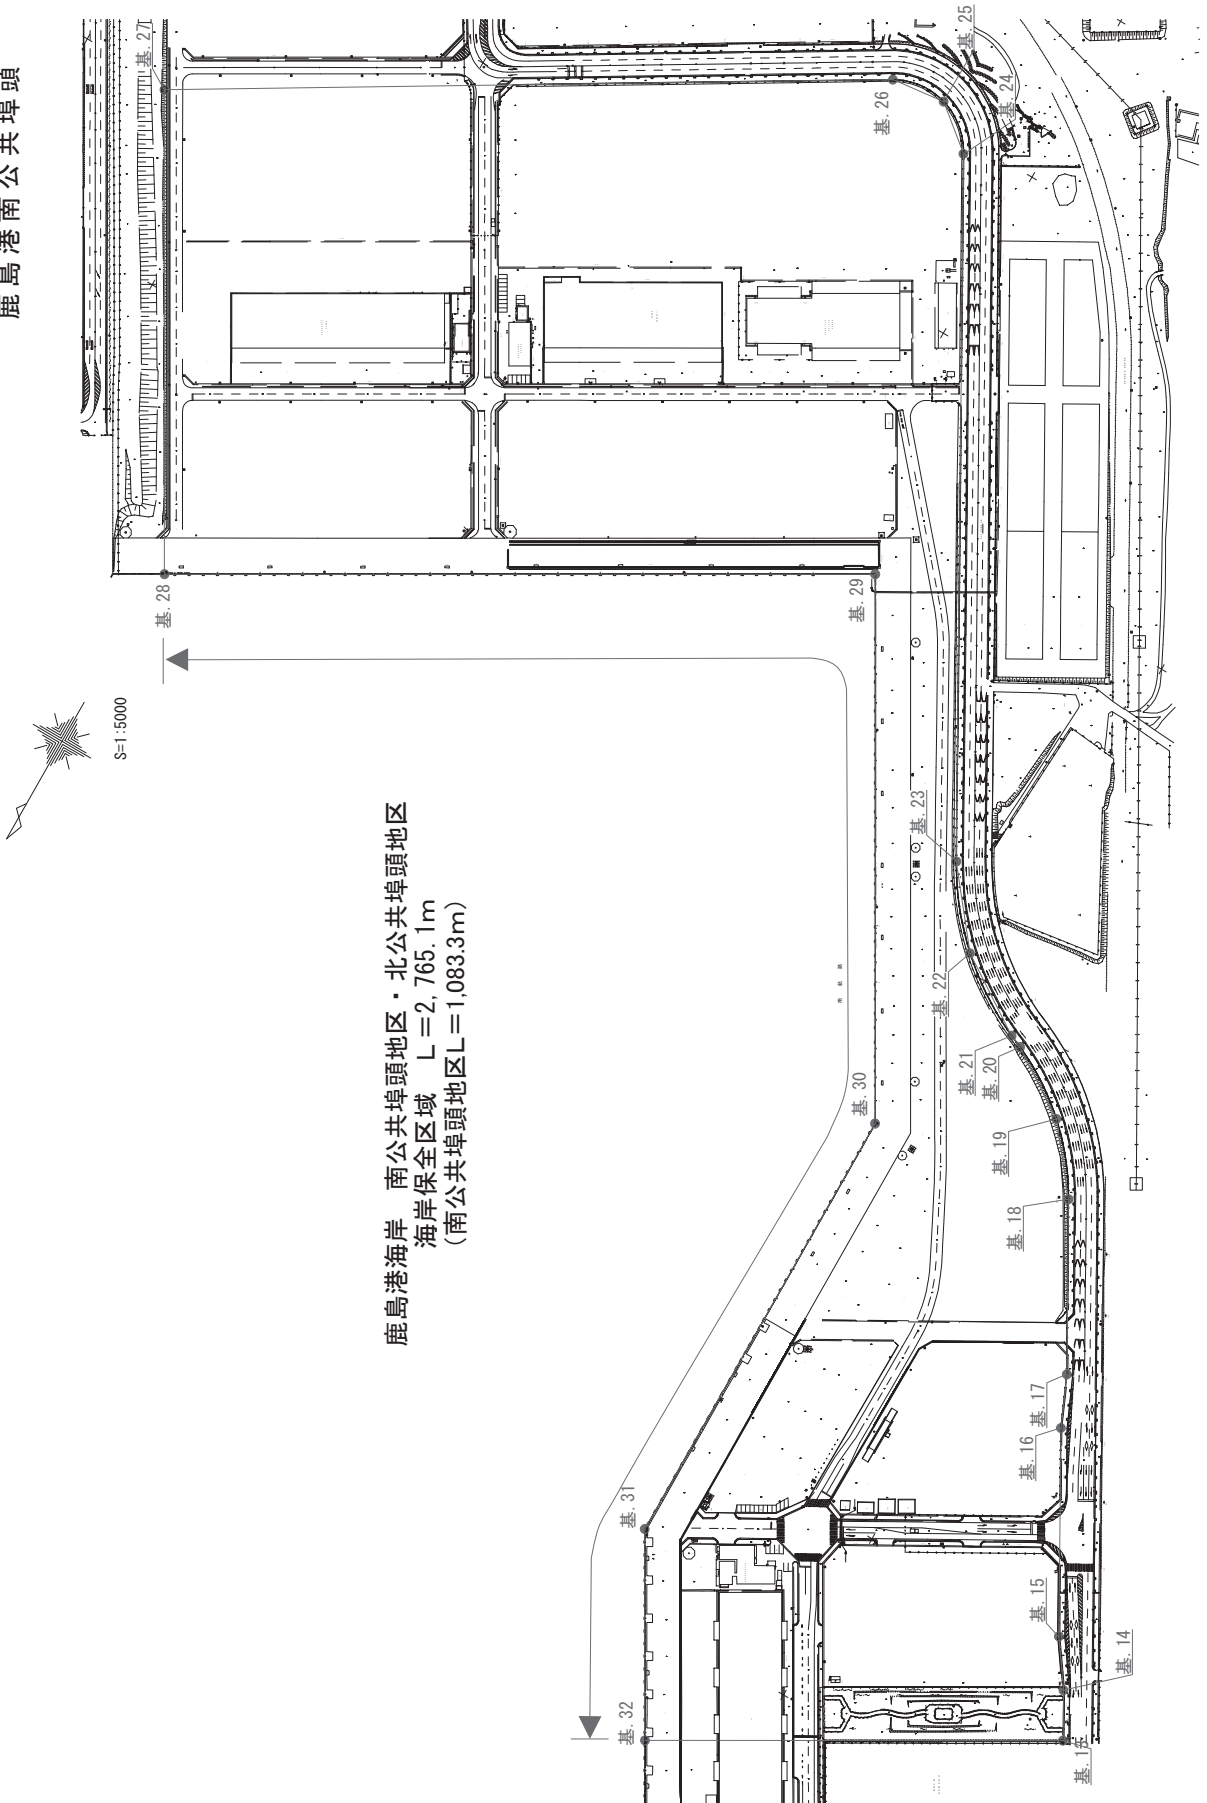 鹿島港南公共埠頭
S=1:5000
鹿島港海岸　南公共埠頭地区・北公共埠頭地区
海岸保全区域　Ｌ＝2,765.1m
（南公共埠頭地区L＝1,083.3m）
基.27
基.25
基.24
基.26
基.28
基.29
基.23
基.22
基.21
基.20
基.30
基.19
基.18
基.17
基.16
基.31
基.15
基.14
基.32